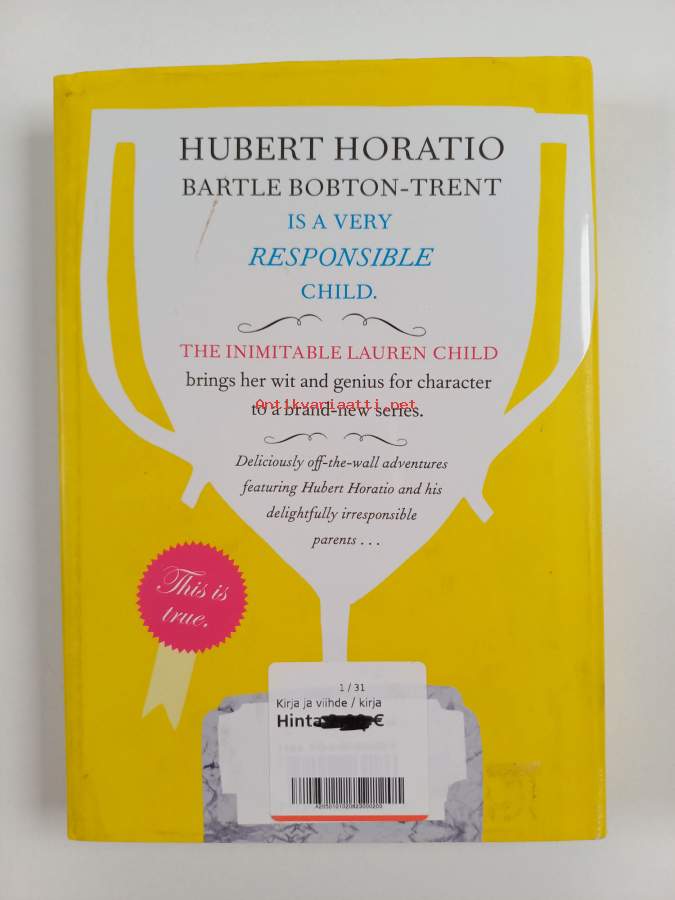 HUBERT HORATIO
BARTLE BOBTON-TRENT
IS A VERY
RESPONSIBLE
CHILD.
THE INIMITABLE LAUREN CHILD
brings her wit and genius for character
Antikvariaatti.net
to a brand-new series.
Deliciously off-the-wall adventures
featuring Hubert Horatio and his
delightfully irresponsible
parents . . .
This is
true.
1 / 31
Kirja ja viihde / kirja
Hinta €